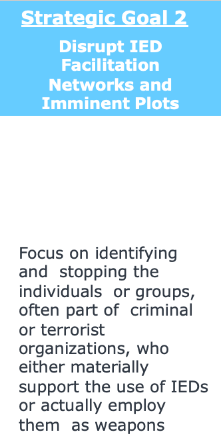 Strategic Goal 2
Disrupt IED
Facilitation
Networks and
Imminent Plots
Focus on identifying
and stopping the
individuals or groups,
often part of criminal
or terrorist
organizations, who
either materially
support the use of IEDs
or actually employ
them as weapons